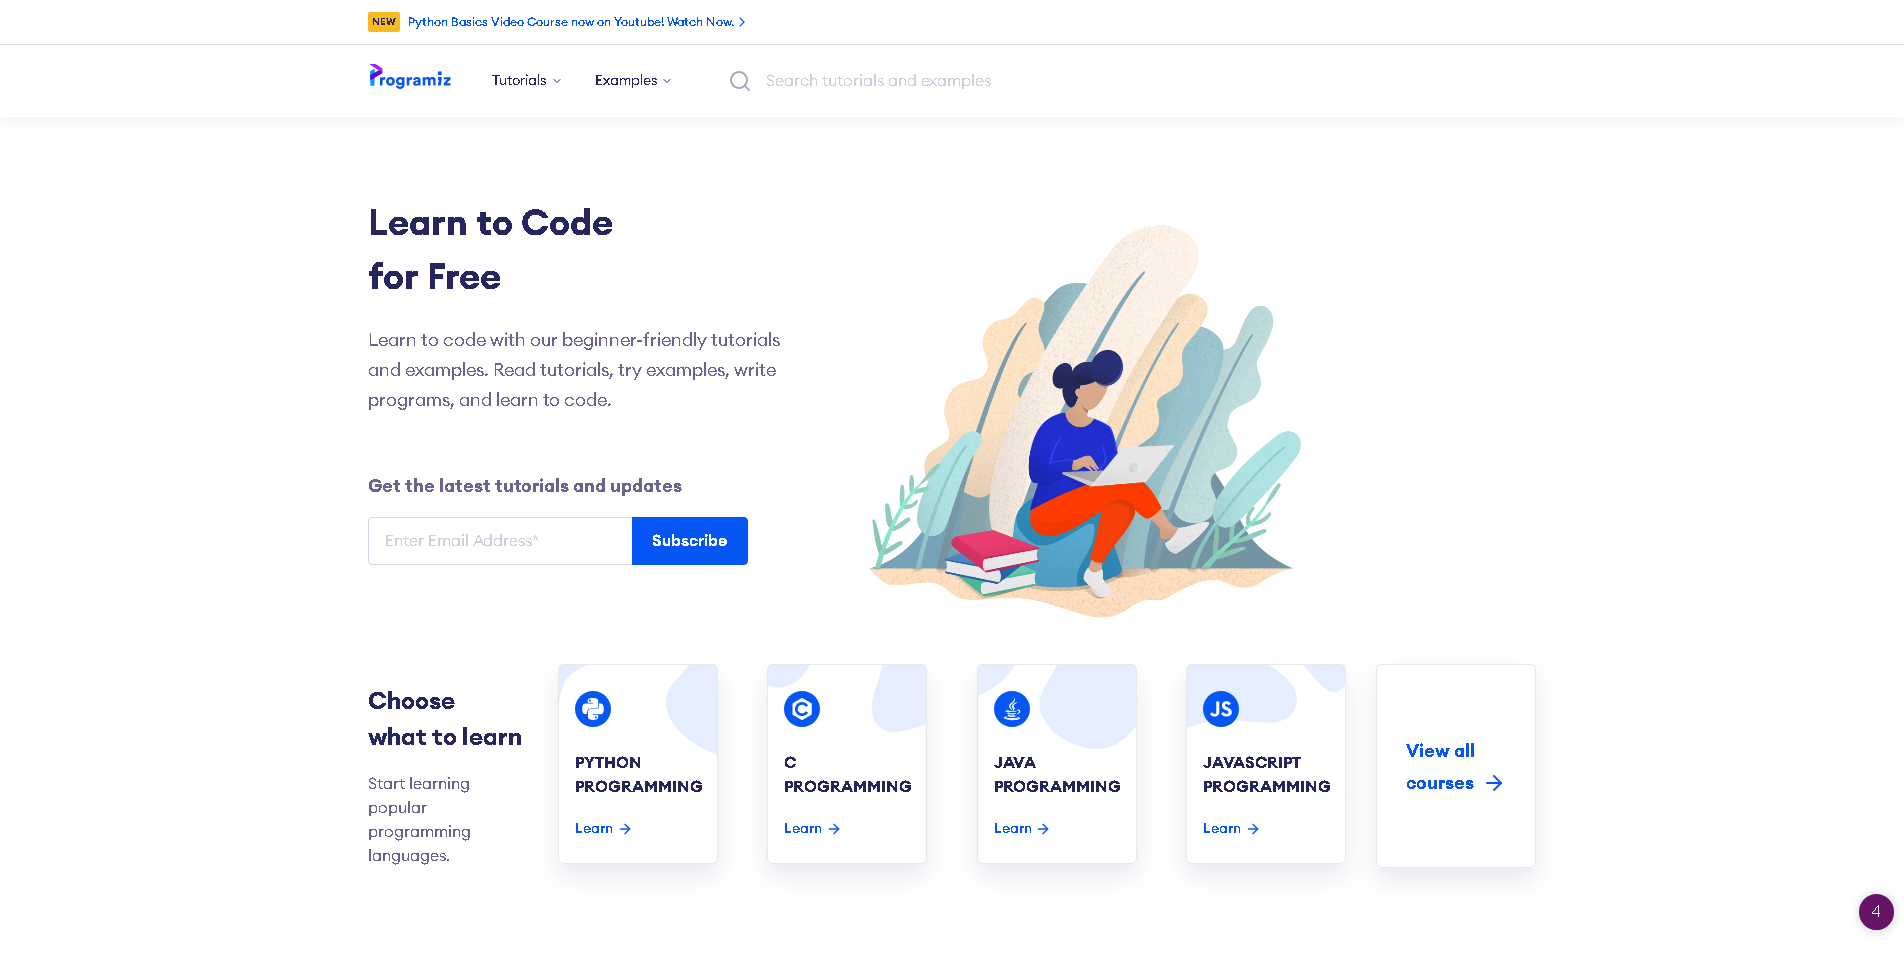 NEW Python Basics Video Course now on Youtube! Watch Now.
Programiz Tutorials Examples Search tutorials and examples
Learn to Code
for Free
Learn to code with our beginner-friendly tutorials
and examples. Read tutorials, try examples, write
programs, and learn to code.
Get the latest tutorials and updates
Enter Email Address* Subscribe
Choose
what to learn
Start learning
popular
programming
languages.
PYTHON
PROGRAMMING
Learn
C
C
PROGRAMMING
Learn
JAVA
PROGRAMMING
Learn
JS
JAVASCRIPT
PROGRAMMING
Learn
View all
courses
4